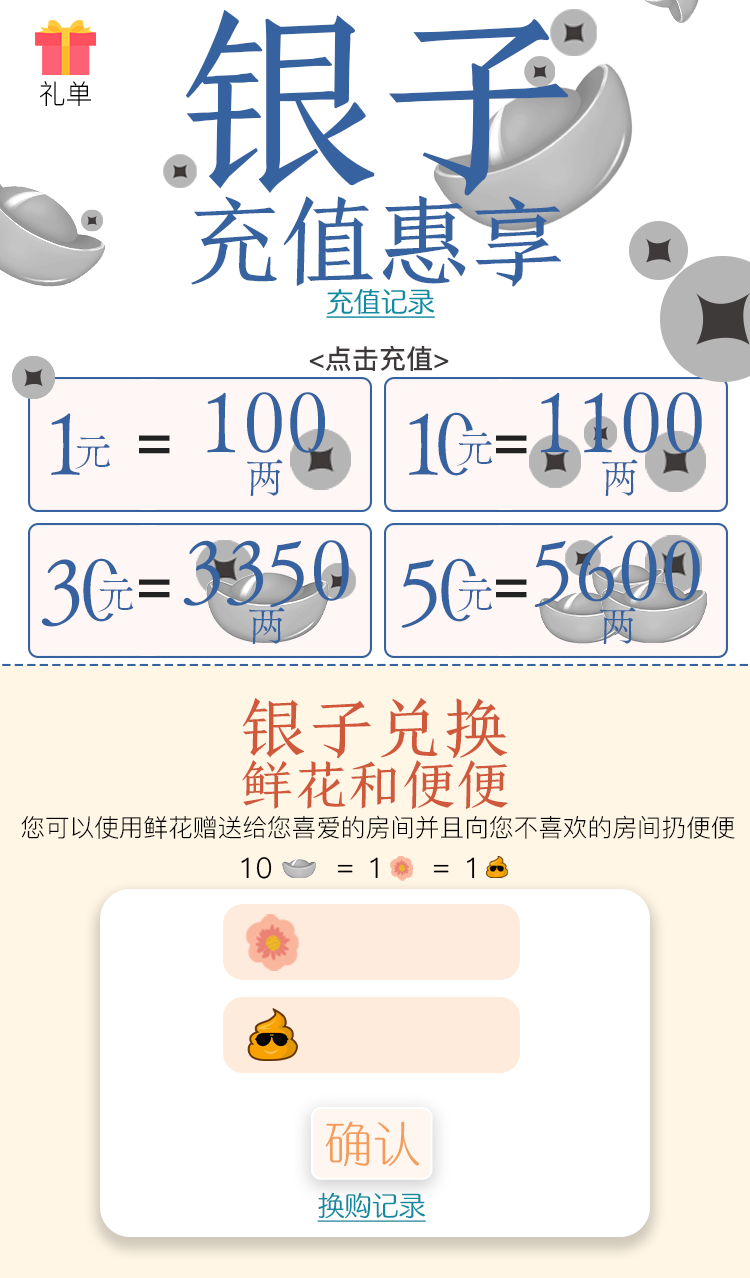 礼单
银子
充值惠享
充值记录
<点击充值>
1元 = 100两
10元=1100两
30元=3350两
50元=5600两
银子兑换
鲜花和便便
您可以使用鲜花赠送给您喜爱的房间并且向您不喜欢的房间扔便便
10 = 1 = 1
确认
换购记录